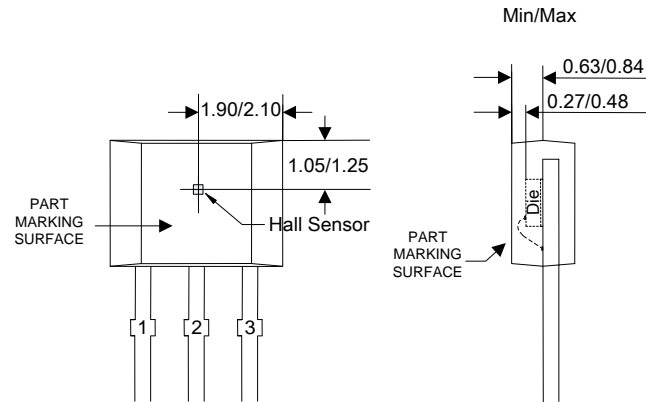 Min/Max
0.63/0.84
0.27/0.48
1.90/2.10
1.05/1.25
PART
MARKING
SURFACE
Hall Sensor
Die
PART
MARKING
SURFACE
1 2 3